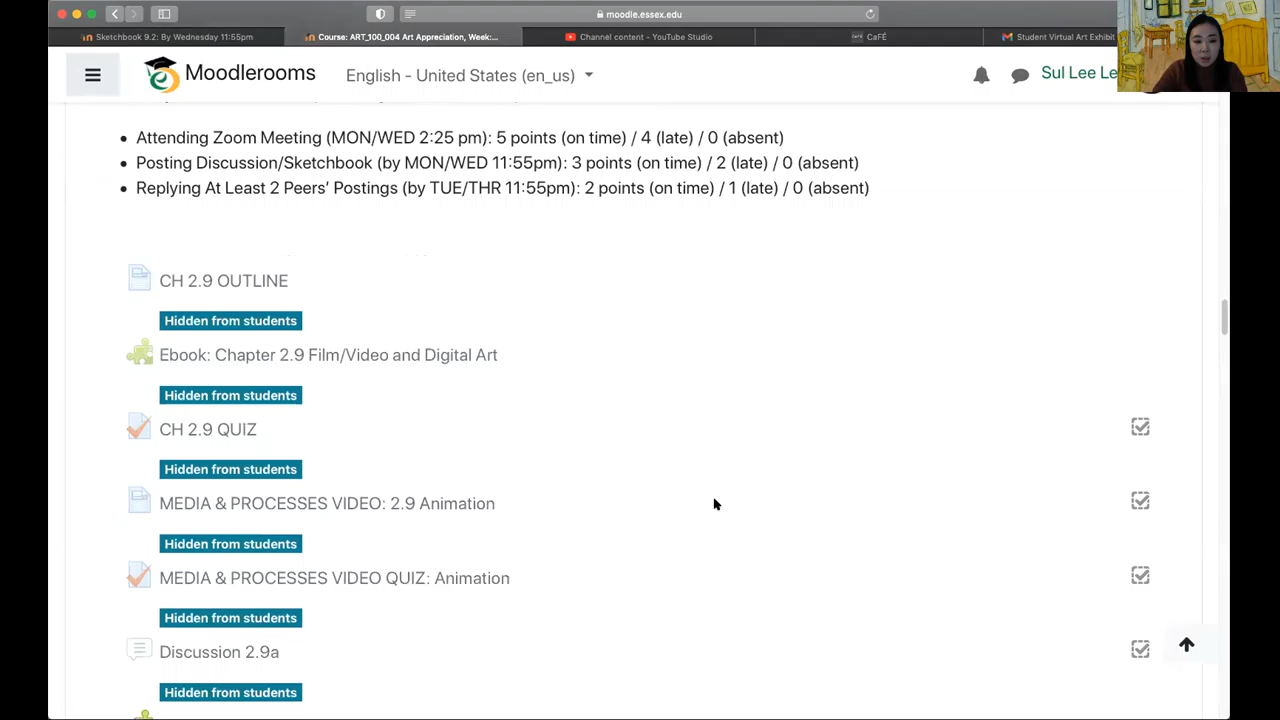 moodle.essex.edu
Sketchbook 9.2: By Wednesday 11:55pm
Course: ART_100_004 Art Appreciation, Week:...
Channel content - YouTube Studio
CaFÉ CaFÉ
Student Virtual Art Exhibit
Moodlerooms
English - United States (en_us)
Sul Lee Le
Attending Zoom Meeting (MON/WED 2:25 pm): 5 points (on time) / 4 (late) / 0 (absent)
Posting Discussion/Sketchbook (by MON/WED 11:55pm): 3 points (on time) / 2 (late) / 0 (absent)
Replying At Least 2 Peers' Postings (by TUE/THR 11:55pm): 2 points (on time) / 1 (late) / 0 (absent)
CH 2.9 OUTLINE
Hidden from students
Ebook: Chapter 2.9 Film/Video and Digital Art
Hidden from students
CH 2.9 QUIZ
Hidden from students
MEDIA & PROCESSES VIDEO: 2.9 Animation
Hidden from students
MEDIA & PROCESSES VIDEO QUIZ: Animation
Hidden from students
Discussion 2.9a
Hidden from students